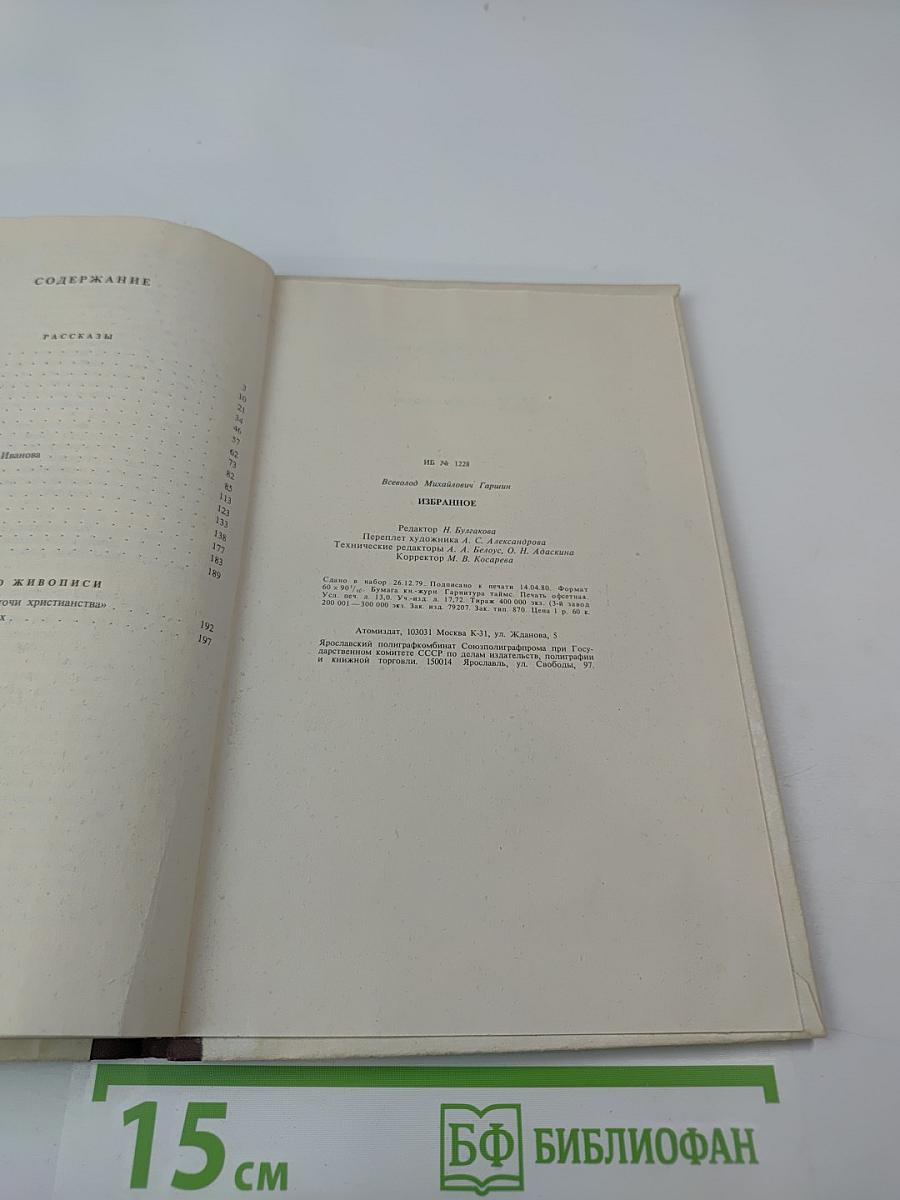 СОДЕРЖАНИЕ
РАССКАЗЫ
3
10
21
34
46
57
62
Иванова
73
82
85
113
123
133
138
177
183
189
О ЖИВОПИСИ
точи христианства»
192
х
197
ИБ № 1228
Всеволод Михайлович Гаршин
ИЗБРАННОЕ
Редактор Н. Булгакова
Переплет художника А. С. Александрова
Технические редакторы А. А. Белоус, О. Н. Адаскина
Корректор М. В. Косарева
Сдано в набор 26.12.79. Подписано к печати 14.04.80. Формат
60×90 1/16. Бумага кн.-журн. Гарнитура таймс. Печать офсетная.
Усл. печ. л. 13,0. Уч.-изд. л. 17,72. Тираж 400 000 экз. (3-й завод
200 001—300 000 экз. Зак. изд. 79207. Зак. тип. 870. Цена 1 р. 60 к.
Атомиздат, 103031 Москва К-31, ул. Жданова, 5
Ярославский полиграфкомбинат Союзполиграфпрома при Госу-
дарственном комитете СССР по делам издательств, полиграфии
и книжной торговли. 150014 Ярославль, ул. Свободы, 97.
15 см
БФ БИБЛИОФАН